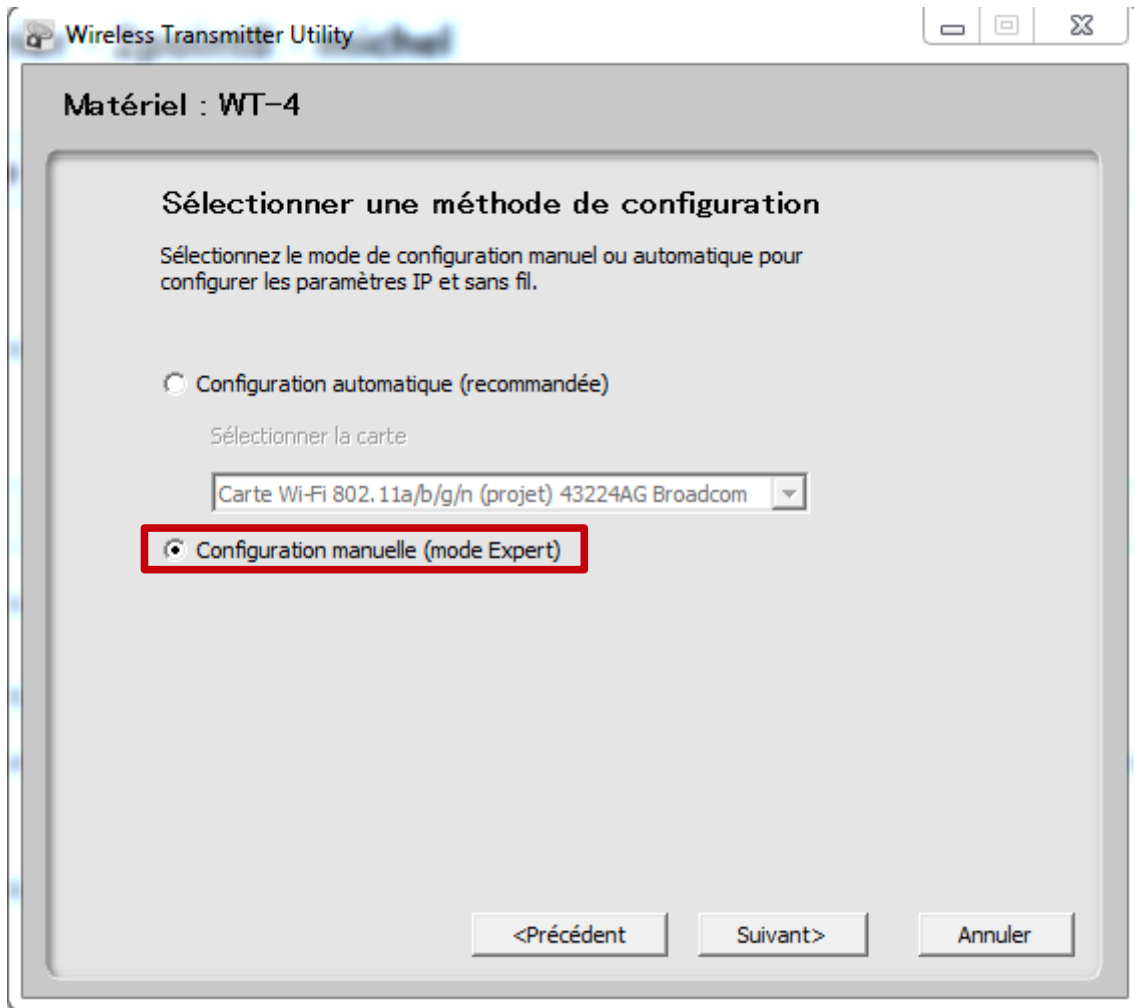 Wireless Transmitter Utility
Matériel : WT-4
Sélectionner une méthode de configuration
Sélectionnez le mode de configuration manuel ou automatique pour
configurer les paramètres IP et sans fil.
Configuration automatique (recommandée)
Sélectionner la carte
Carte Wi-Fi 802.11a/b/g/n (projet) 43224AG Broadcom
Configuration manuelle (mode Expert)
<Précédent
Suivant>
Annuler